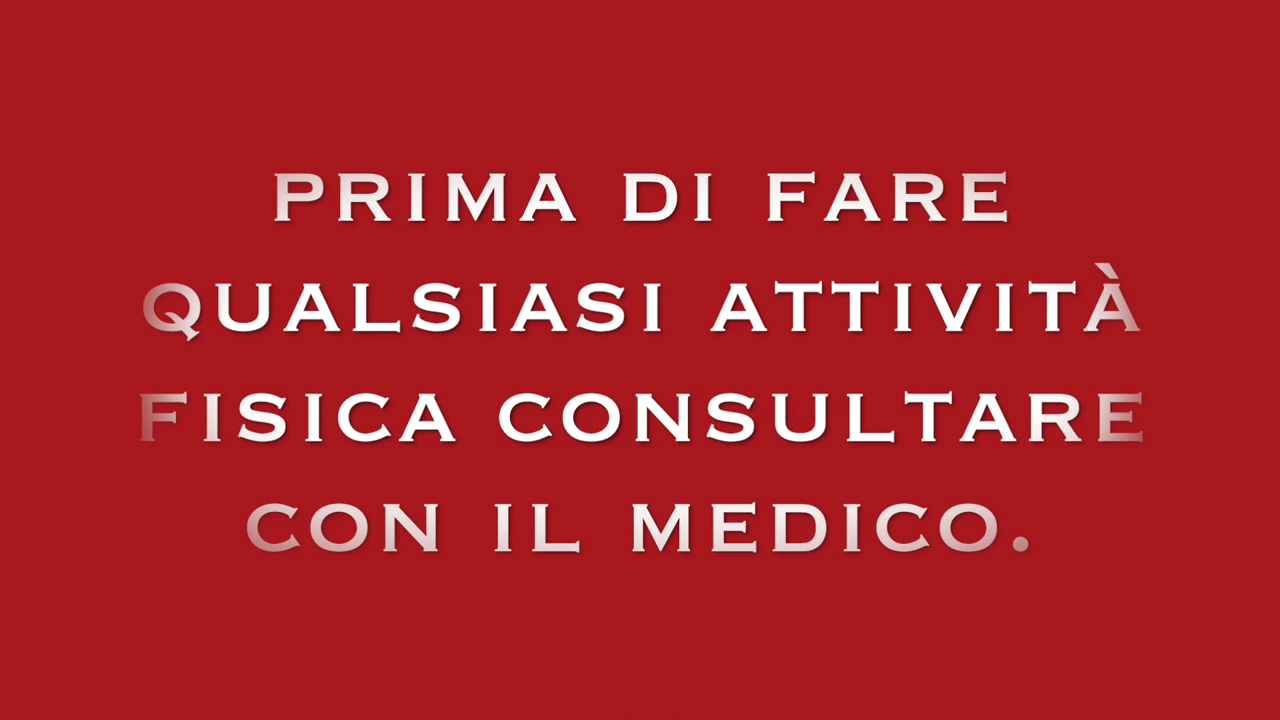 PRIMA DI FARE
QUALSIASI ATTIVITÀ
FISICA CONSULTARE
CON IL MEDICO.